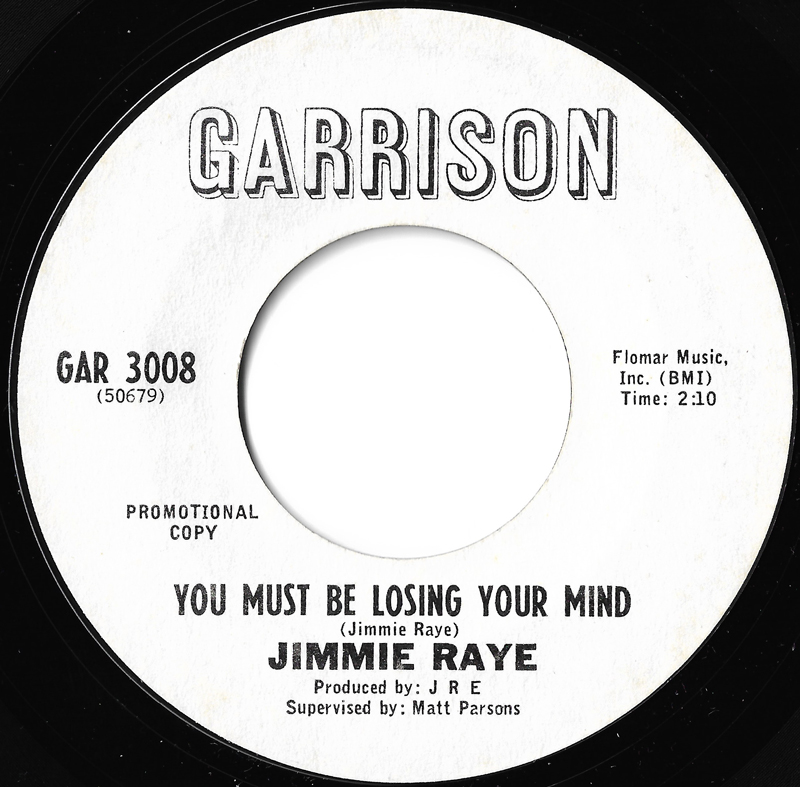 GARRISON
GAR 3008
(50679)
Flomar Music,
Inc. (BMI)
Time: 2:10
PROMOTIONAL
COPY
YOU MUST BE LOSING YOUR MIND
(Jimmie Raye)
JIMMIE RAYE
Produced by: J R E
Supervised by: Matt Parsons